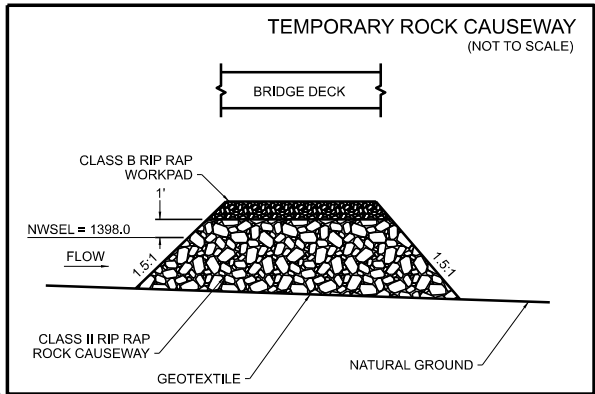 TEMPORARY ROCK CAUSEWAY
(NOT TO SCALE)
BRIDGE DECK
CLASS B RIP RAP
WORKPAD
1'
NWSEL = 1398.0
FLOW
1.5:1
1.5:1
CLASS II RIP RAP
ROCK CAUSEWAY
GEOTEXTILE
NATURAL GROUND